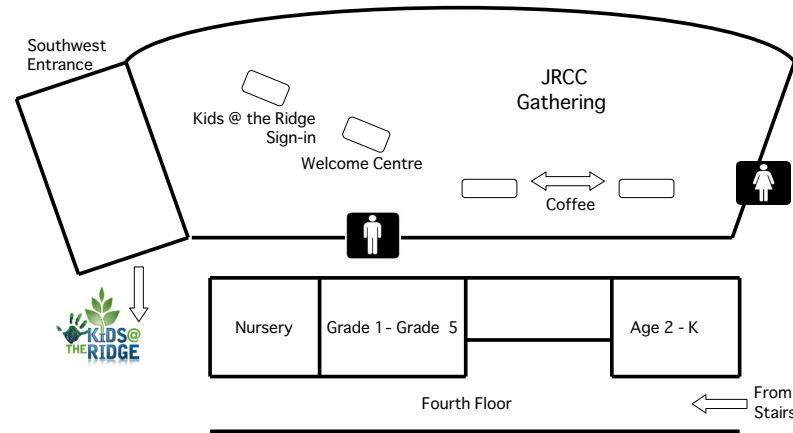 Southwest
Entrance
JRCC
Gathering
Kids @ the Ridge
Sign-in
Welcome Centre
Coffee
KIDS@
THE RIDGE
Nursery
Grade 1 - Grade 5
Age 2 - K
Fourth Floor
From
Stairs